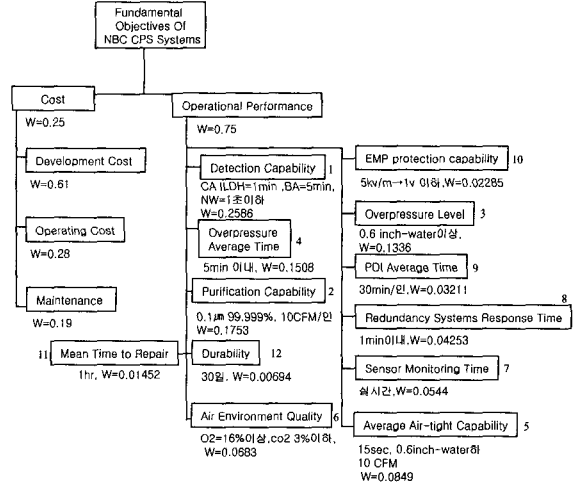 Fundamental
Objectives Of
NBC CPS Systems
Cost
W=0.25
Operational Performance
W=0.75
Development Cost
W=0.61
Operating Cost
W=0.28
Maintenance
W=0.19
Detection Capability 1
CA ILDH=1min ,BA=5min,
NW=1초이하
W=0.2586
Overpressure
Average Time 4
5min 이내, W=0.1508
Purification Capability 2
0.1㎛ 99.999%, 10CFM/인
W=0.1753
11 Mean Time to Repair
1hr, W=0.01452
Durability 12
30일, W=0.00694
Air Environment Quality 6
O2=16%이상,co2 3%이하,
W=0.0683
EMP protection capability 10
5kv/m→1v 이하,W=0.02285
Overpressure Level 3
0.6 inch-water이상,
W=0.1336
PDI Average Time 9
30min/인,W=0.03211
8
Redundancy Systems Response Time
1min이내,W=0.04253
Sensor Monitoring Time 7
실시간,W=0.0544
Average Air-tight Capability 5
15sec, 0.6inch-water하
10 CFM
W=0.0849